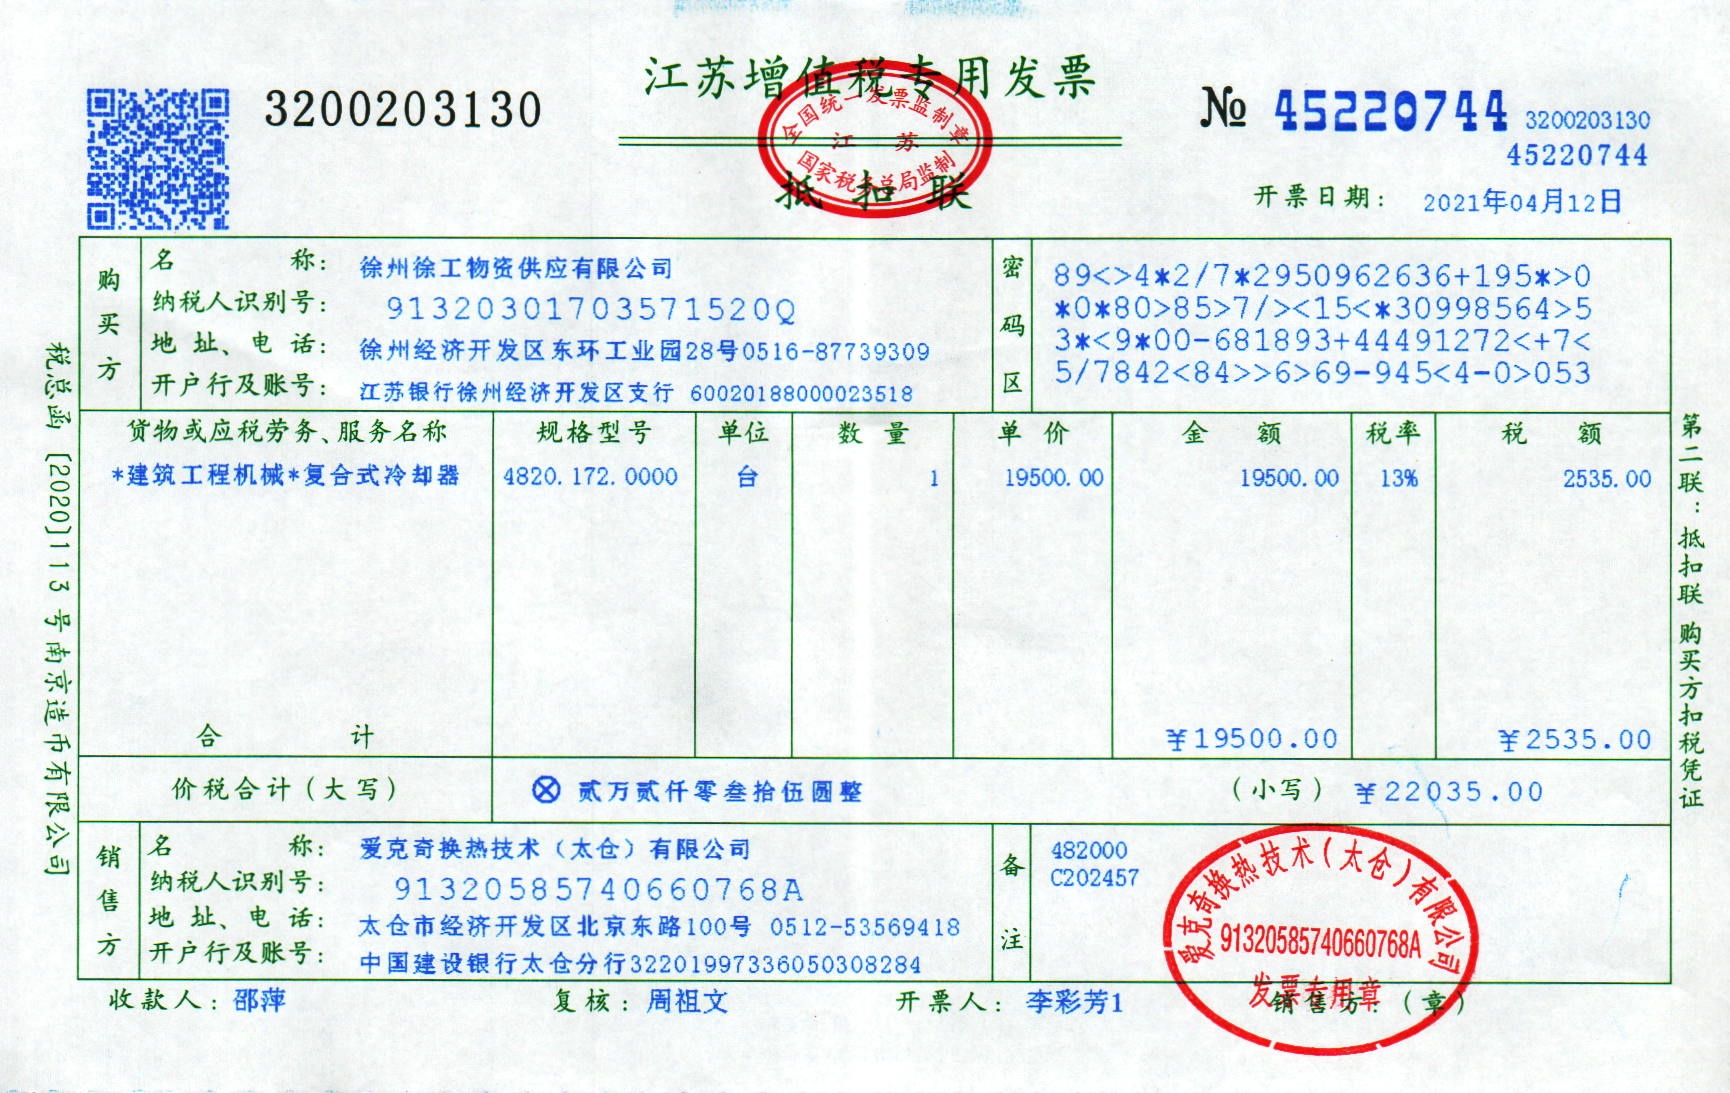 江苏增值税专用发票
3200203130
№ 45220744 3200203130
45220744
全国统一发票监制章
江 苏
国家税务总局监制
抵扣联
开票日期: 2021年04月12日
购买方
名 称: 徐州徐工物资供应有限公司
纳税人识别号: 91320301703571520Q
地址、电话: 徐州经济开发区东环工业园28号0516-87739309
开户行及账号: 江苏银行徐州经济开发区支行 60020188000023518
密码区
89<>4*2/7*2950962636+195*>0
*0*80>85>7/><15<*30998564>5
3*<9*00-681893+44491272<+7<
5/7842<84>>6>69-945<4-0>053
货物或应税劳务、服务名称 规格型号 单位 数量 单价 金额 税率 税额
*建筑工程机械*复合式冷却器 4820.172.0000 台 1 19500.00 19500.00 13% 2535.00
合 计 ¥19500.00 ¥2535.00
价税合计(大写) ⊗ 贰万贰仟零叁拾伍圆整 (小写) ¥22035.00
销售方
名 称: 爱克奇换热技术(太仓)有限公司
纳税人识别号: 91320585740660768A
地址、电话: 太仓市经济开发区北京东路100号 0512-53569418
开户行及账号: 中国建设银行太仓分行32201997336050308284
备注
482000
C202457
爱克奇换热技术(太仓)有限公司
91320585740660768A
发票专用章
收款人: 邵萍 复核: 周祖文 开票人: 李彩芳1 销售方:(章)
税总函[2020]113号南京造币有限公司
第二联:抵扣联 购买方扣税凭证